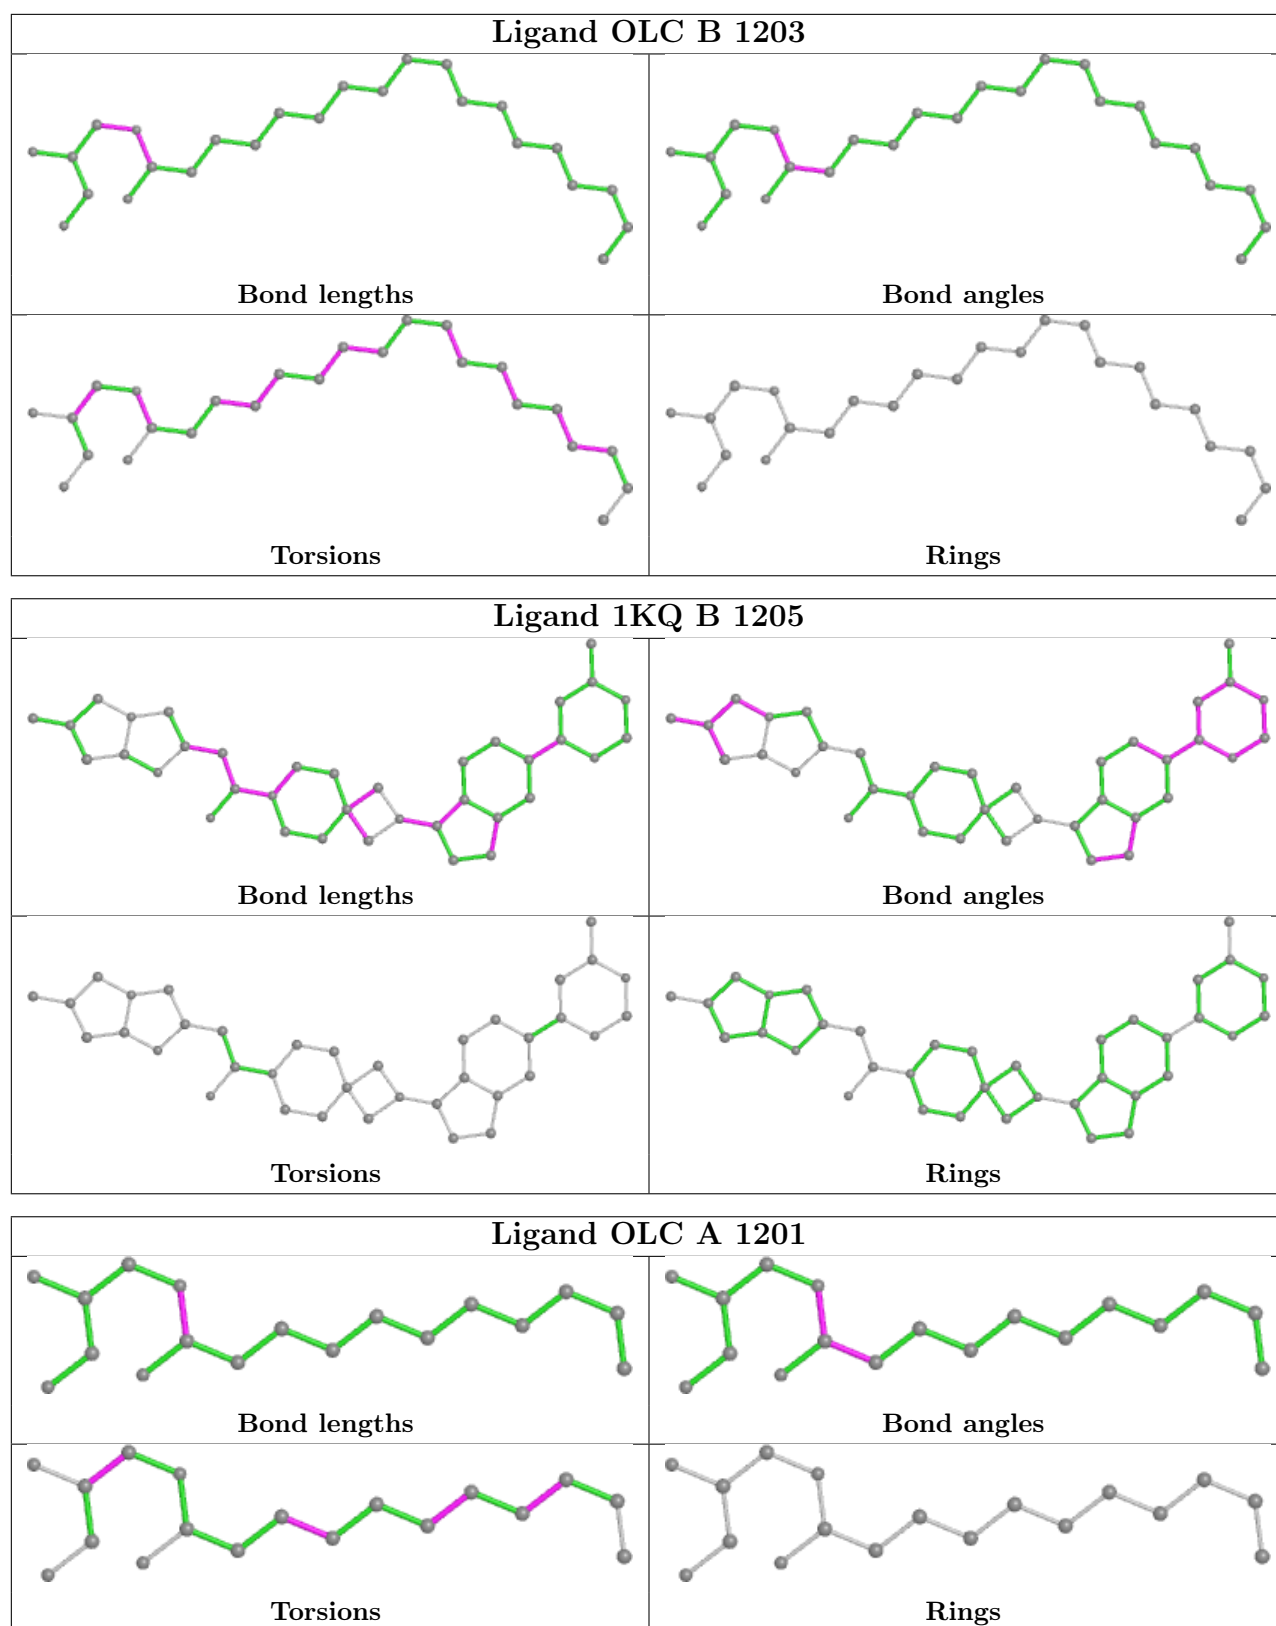 Ligand OLC B 1203
Bond lengths
Bond angles
Torsions
Rings
Ligand 1KQ B 1205
Bond lengths
Bond angles
Torsions
Rings
Ligand OLC A 1201
Bond lengths
Bond angles
Torsions
Rings